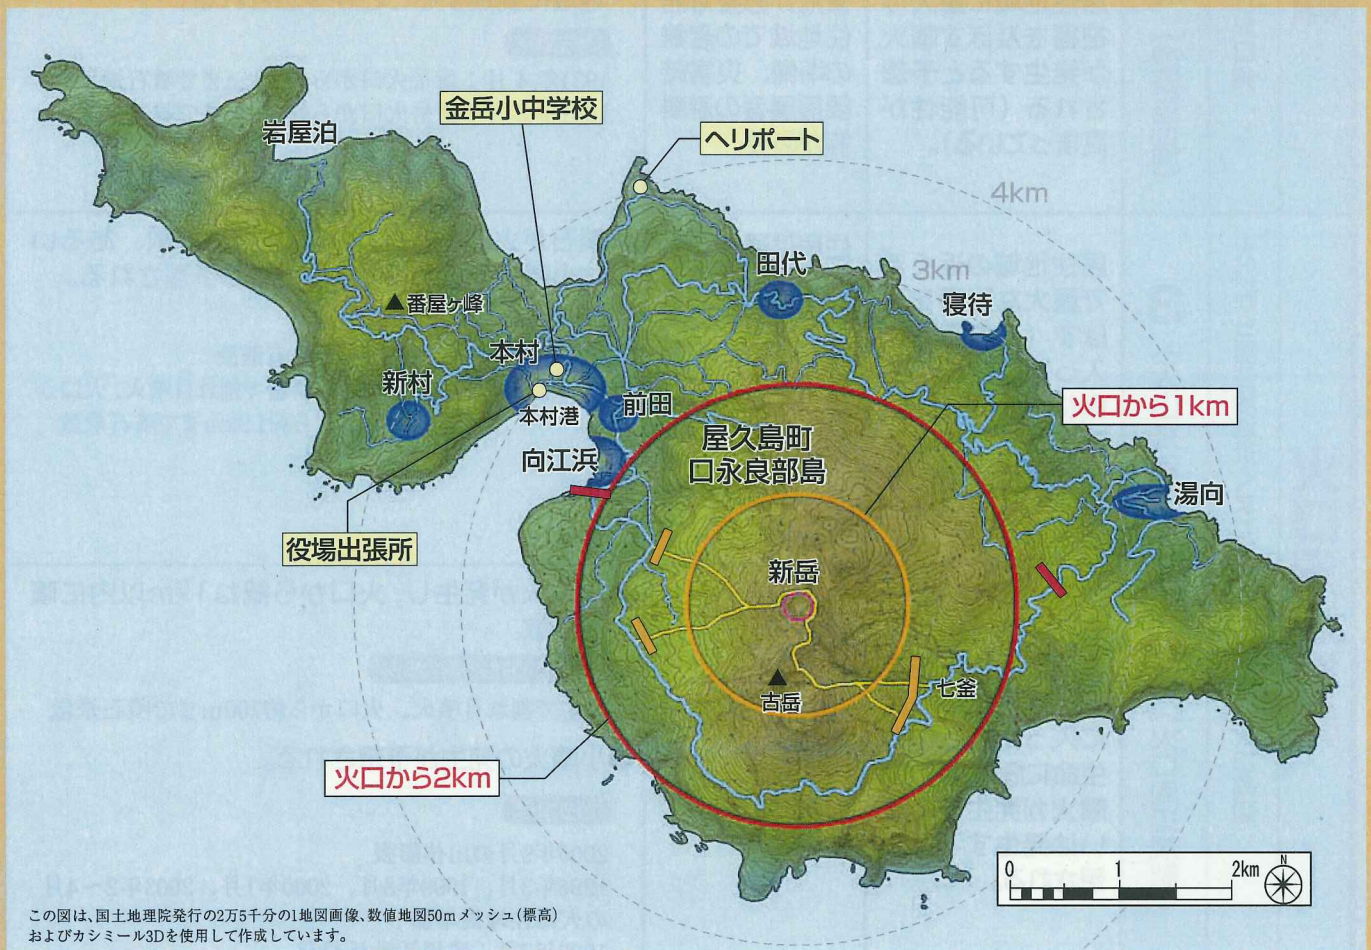 金岳小中学校
ヘリポート
岩屋泊
4km
田代
3km
寝待
番屋ヶ峰
本村
新村
前田
本村港
火口から1km
屋久島町
口永良部島
向江浜
湯向
役場出張所
新岳
七釜
古岳
火口から2km
0 1 2km
N
この図は、国土地理院発行の2万5千分の1地図画像、数値地図50mメッシュ(標高)
およびカシミール3Dを使用して作成しています。